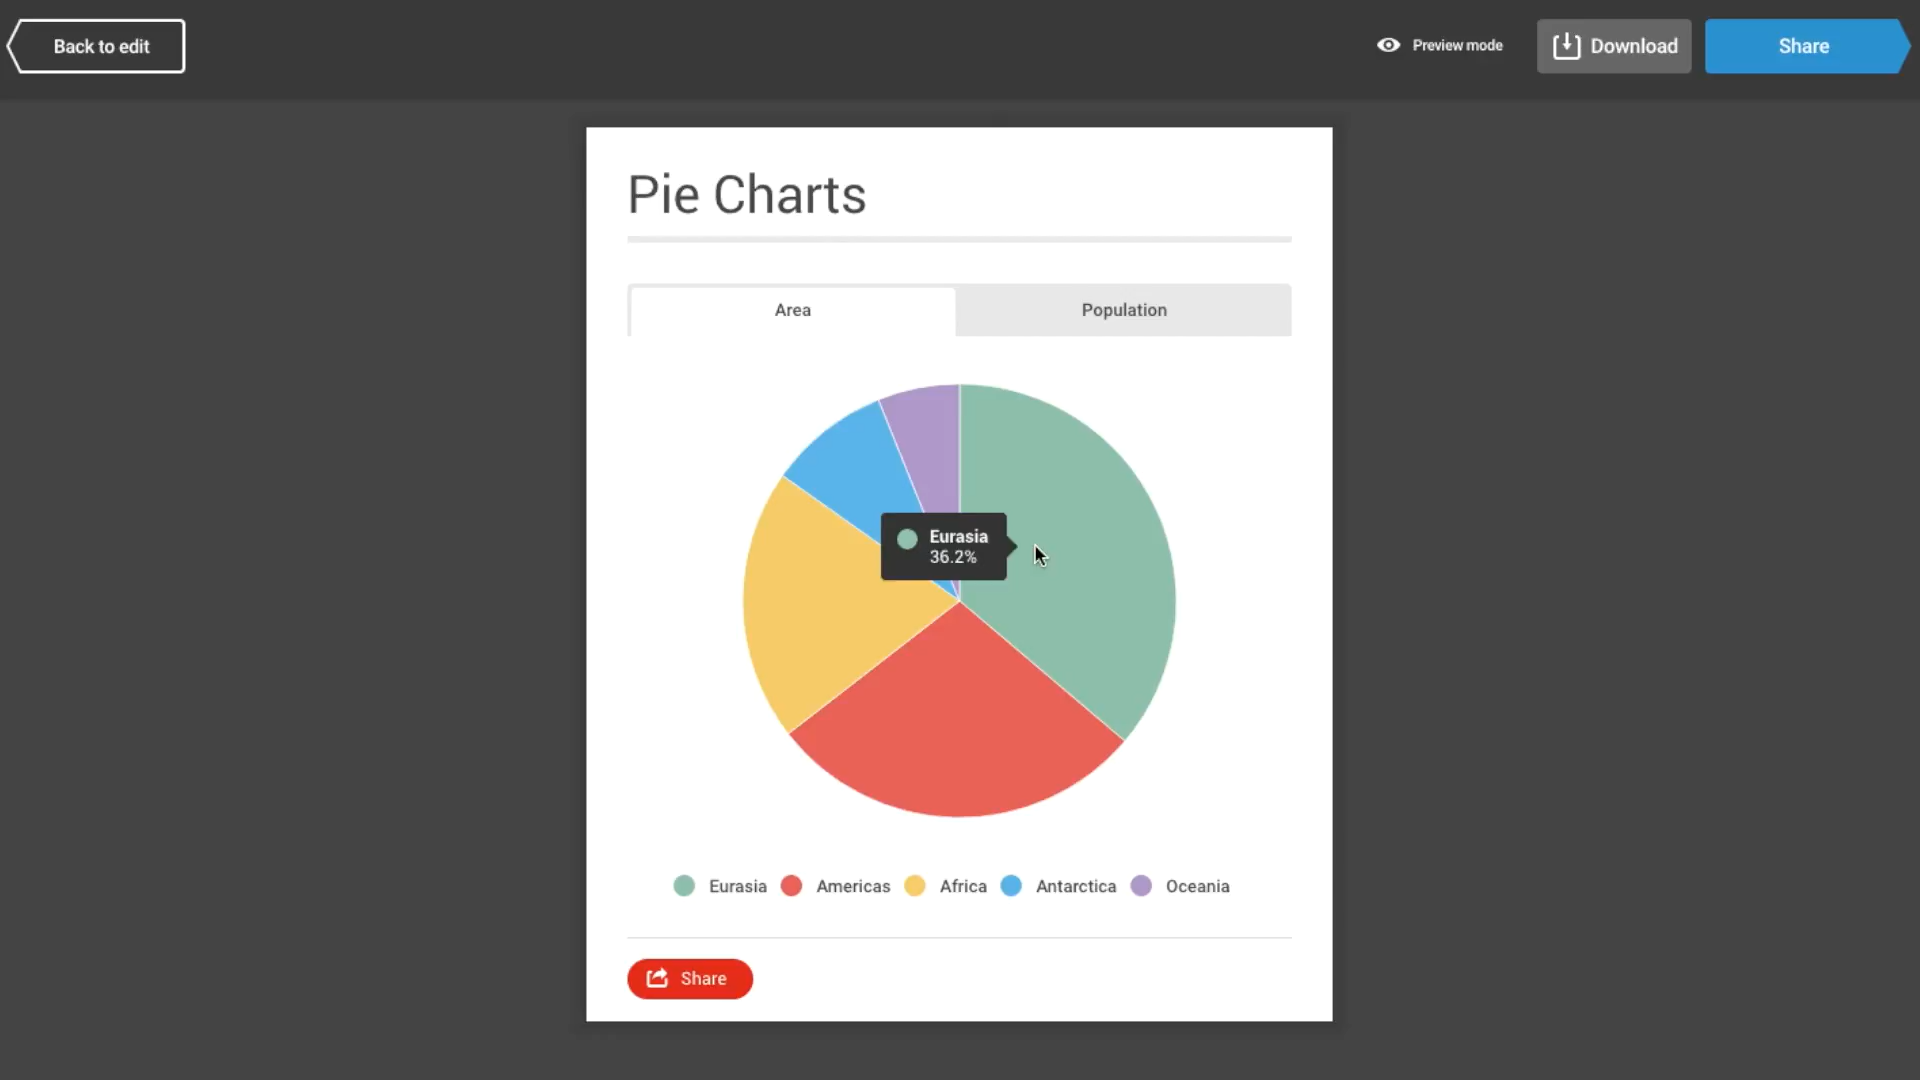 Back to edit
Preview mode
Download
Share
Pie Charts
Area
Population
Eurasia
36.2%
Eurasia
Americas
Africa
Antarctica
Oceania
Share